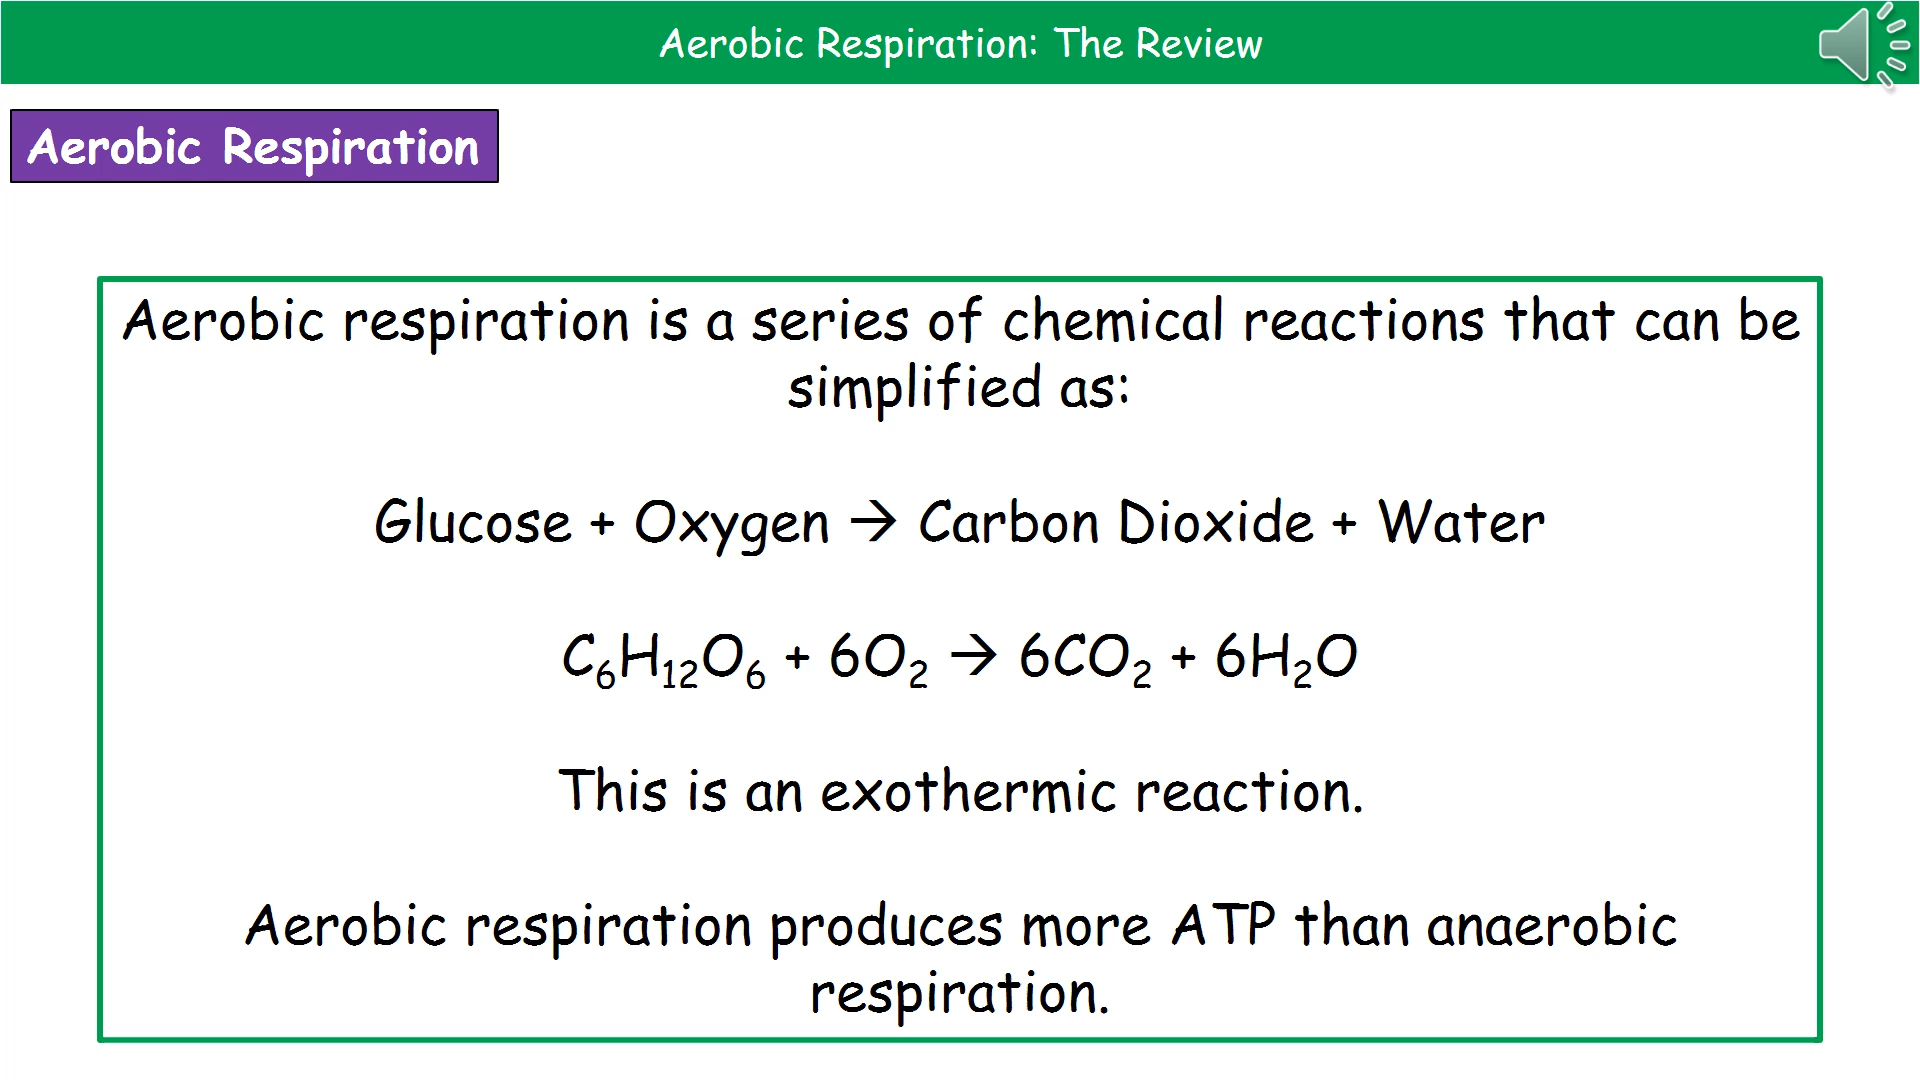 Aerobic Respiration: The Review
Aerobic Respiration
Aerobic respiration is a series of chemical reactions that can be
simplified as:
Glucose + Oxygen → Carbon Dioxide + Water
C₆H₁₂O₆ + 6O₂ → 6CO₂ + 6H₂O
This is an exothermic reaction.
Aerobic respiration produces more ATP than anaerobic
respiration.